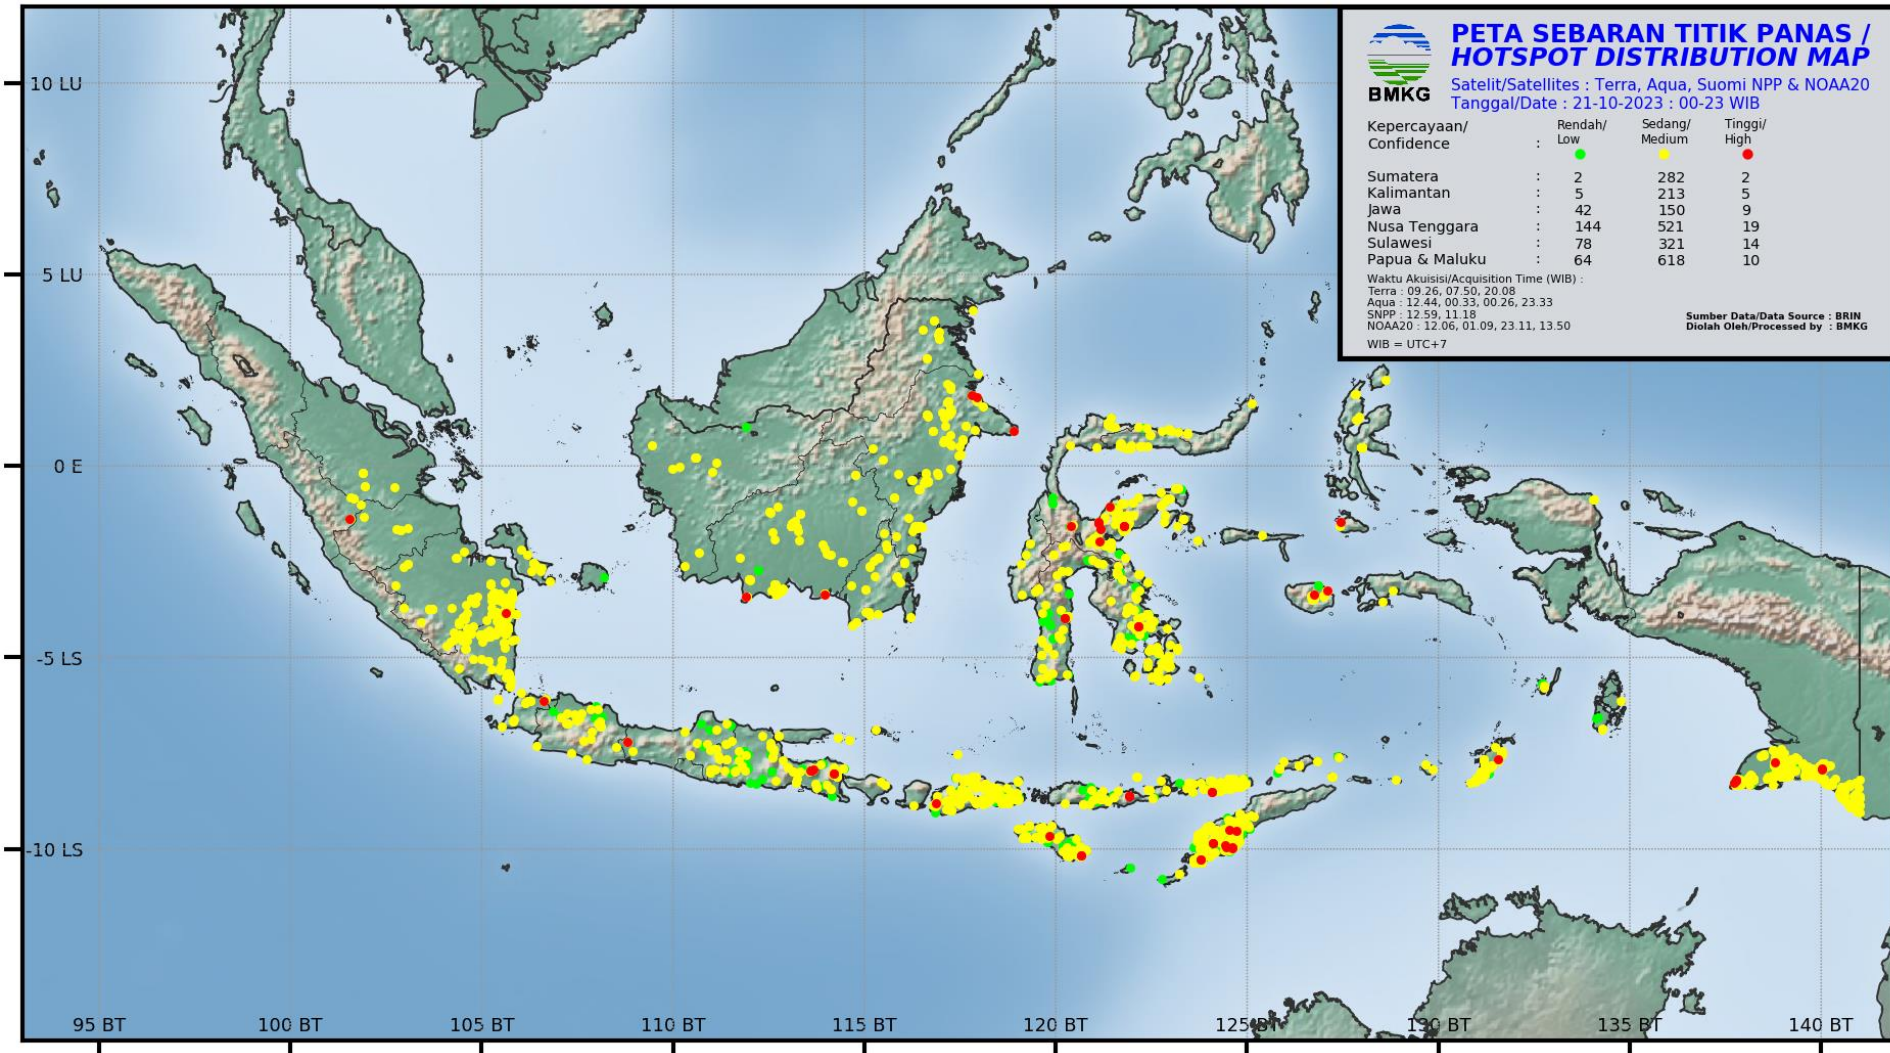 PETA SEBARAN TITIK PANAS /
HOTSPOT DISTRIBUTION MAP
BMKG
Satelit/Satellites : Terra, Aqua, Suomi NPP & NOAA20
Tanggal/Date : 21-10-2023 : 00-23 WIB
Kepercayaan/ Rendah/ Sedang/ Tinggi/
Confidence : Low Medium High
Sumatera : 2 282 2
Kalimantan : 5 213 5
Jawa : 42 150 9
Nusa Tenggara : 144 521 19
Sulawesi : 78 321 14
Papua & Maluku : 64 618 10
Waktu Akuisisi/Acquisition Time (WIB) :
Terra : 09.26, 07.50, 20.08
Aqua : 12.44, 00.33, 00.26, 23.33
SNPP : 12.59, 11.18
NOAA20 : 12.06, 01.09, 23.11, 13.50
WIB = UTC+7
Sumber Data/Data Source : BRIN
Diolah Oleh/Processed by : BMKG
10 LU
5 LU
0 E
-5 LS
-10 LS
95 BT 100 BT 105 BT 110 BT 115 BT 120 BT 125 BT 130 BT 135 BT 140 BT